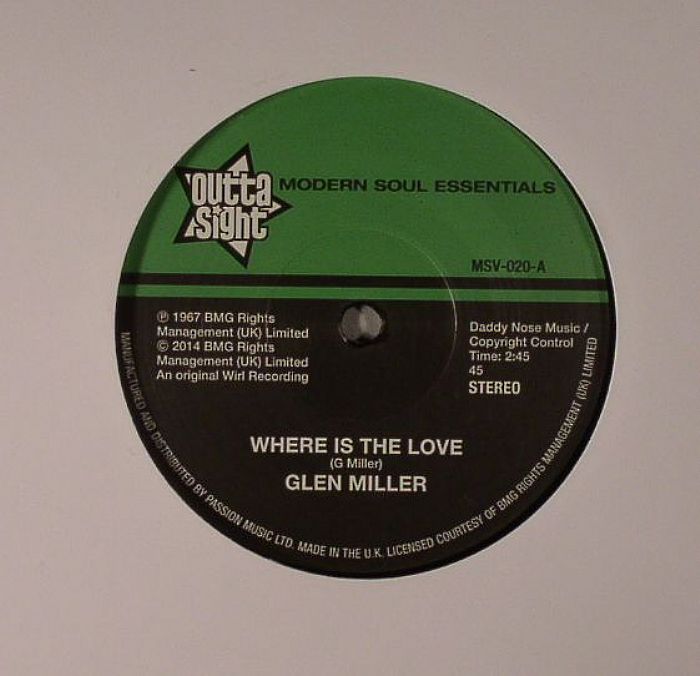 outta
sight
MODERN SOUL ESSENTIALS
MSV-020-A
℗ 1967 BMG Rights
Management (UK) Limited
© 2014 BMG Rights
Management (UK) Limited
An original Wirl Recording
Daddy Nose Music /
Copyright Control
Time: 2:45
45
STEREO
WHERE IS THE LOVE
(G Miller)
GLEN MILLER
MANUFACTURED AND DISTRIBUTED BY PASSION MUSIC LTD. MADE IN THE U.K. LICENSED COURTESY OF BMG RIGHTS MANAGEMENT (UK) LIMITED